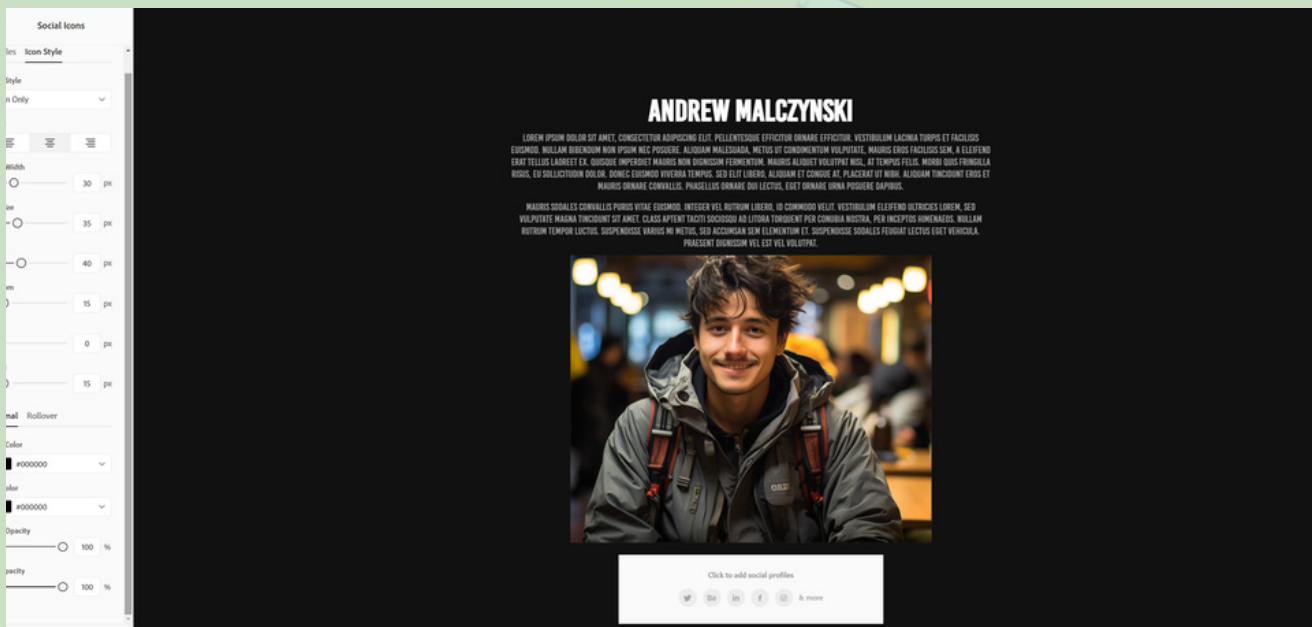 Social Icons
Icon Style
Style
Only
Width
30 px
35 px
40 px
15 px
0 px
15 px
Rollover
Color
#000000
#000000
Opacity
100 %
100 %
ANDREW MALCZYNSKI
LOREM IPSUM DOLOR SIT AMET, CONSECTETUR ADIPISCING ELIT. PELLENTESQUE EFFICITUR ORNARE EFFICITUR. VESTIBULUM LACINIA TURPIS ET FACILISIS
EUISMOD. NULLAM BIBENDUM NON IPSUM NEC POSUERE. ALIQUAM MALESUADA, METUS UT CONDIMENTUM VULPUTATE, MAURIS EROS FACILISIS SEM, A ELEIFEND
ERAT TELLUS LAOREET EX. QUISQUE IMPERDIET MAURIS NON DIGNISSIM FERMENTUM. MAURIS ALIQUET VOLUTPAT NISL, AT TEMPUS FELIS. MORBI QUIS FRINGILLA
RISUS, EU SOLLICITUDIN DOLOR. DONEC EUISMOD VIVERRA TEMPUS. SED ELIT LIBERO, ALIQUAM ET CONGUE AT, PLACERAT UT NIBH. ALIQUAM TINCIDUNT EROS ET
MAURIS ORNARE CONVALLIS. PHASELLUS ORNARE DUI LECTUS, EGET ORNARE URNA POSUERE DAPIBUS.
MAURIS SODALES CONVALLIS PURUS VITAE EUISMOD. INTEGER VEL RUTRUM LIBERO, ID COMMODO VELIT. VESTIBULUM ELEIFEND ULTRICIES LOREM, SED
VULPUTATE MAGNA TINCIDUNT SIT AMET. CLASS APTENT TACITI SOCIOSQU AD LITORA TORQUENT PER CONUBIA NOSTRA, PER INCEPTOS HIMENAEOS. NULLAM
RUTRUM TEMPOR LUCTUS. SUSPENDISSE VARIUS MI METUS, SED ACCUMSAN SEM ELEMENTUM ET. SUSPENDISSE SODALES FEUGIAT LECTUS EGET VEHICULA.
PRAESENT DIGNISSIM VEL EST VEL VOLUTPAT.
Click to add social profiles
Bē in f & more